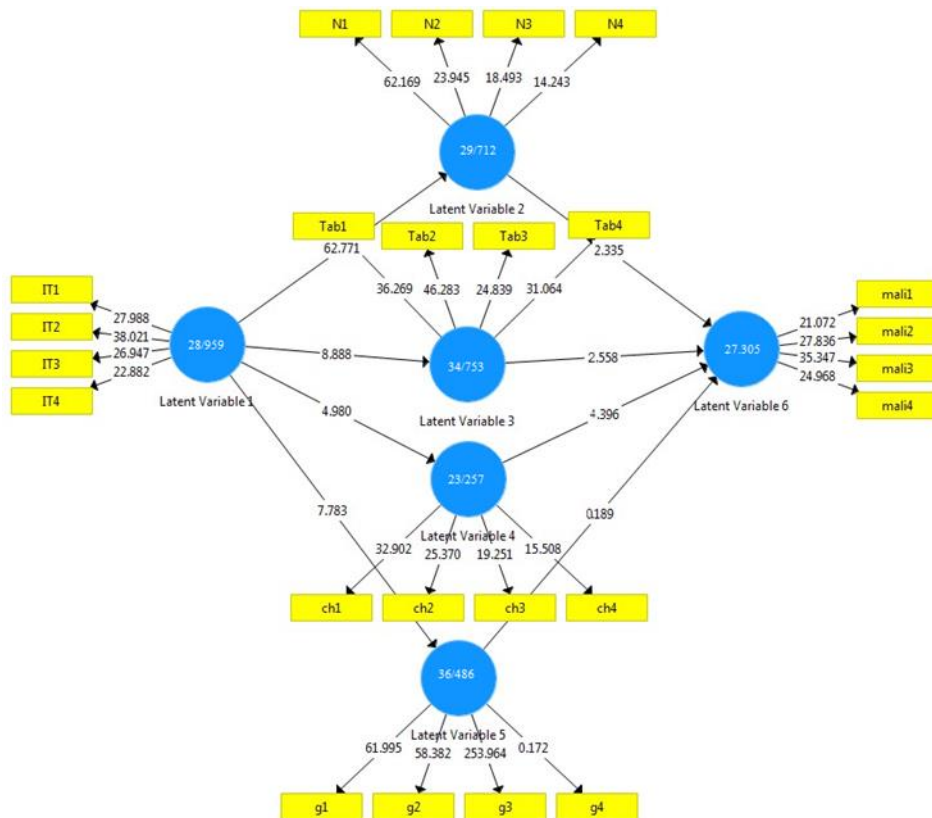 N1 N2 N3 N4
62.169 23.945 18.493 14.243
29/712
Latent Variable 2
Tab1 Tab2 Tab3 Tab4
62.771 2.335
36.269 46.283 24.839 31.064
IT1
IT2
IT3
IT4
27.988
38.021
26.947
22.882
28/959
Latent Variable 1
8.888
34/753
Latent Variable 3
2.558
27.305
Latent Variable 6
21.072
27.836
35.347
24.968
mali1
mali2
mali3
mali4
4.980
4.396
23/257
Latent Variable 4
7.783
0.189
32.902 25.370 19.251 15.508
ch1 ch2 ch3 ch4
36/486
Latent Variable 5
61.995 58.382 253.964 0.172
g1 g2 g3 g4